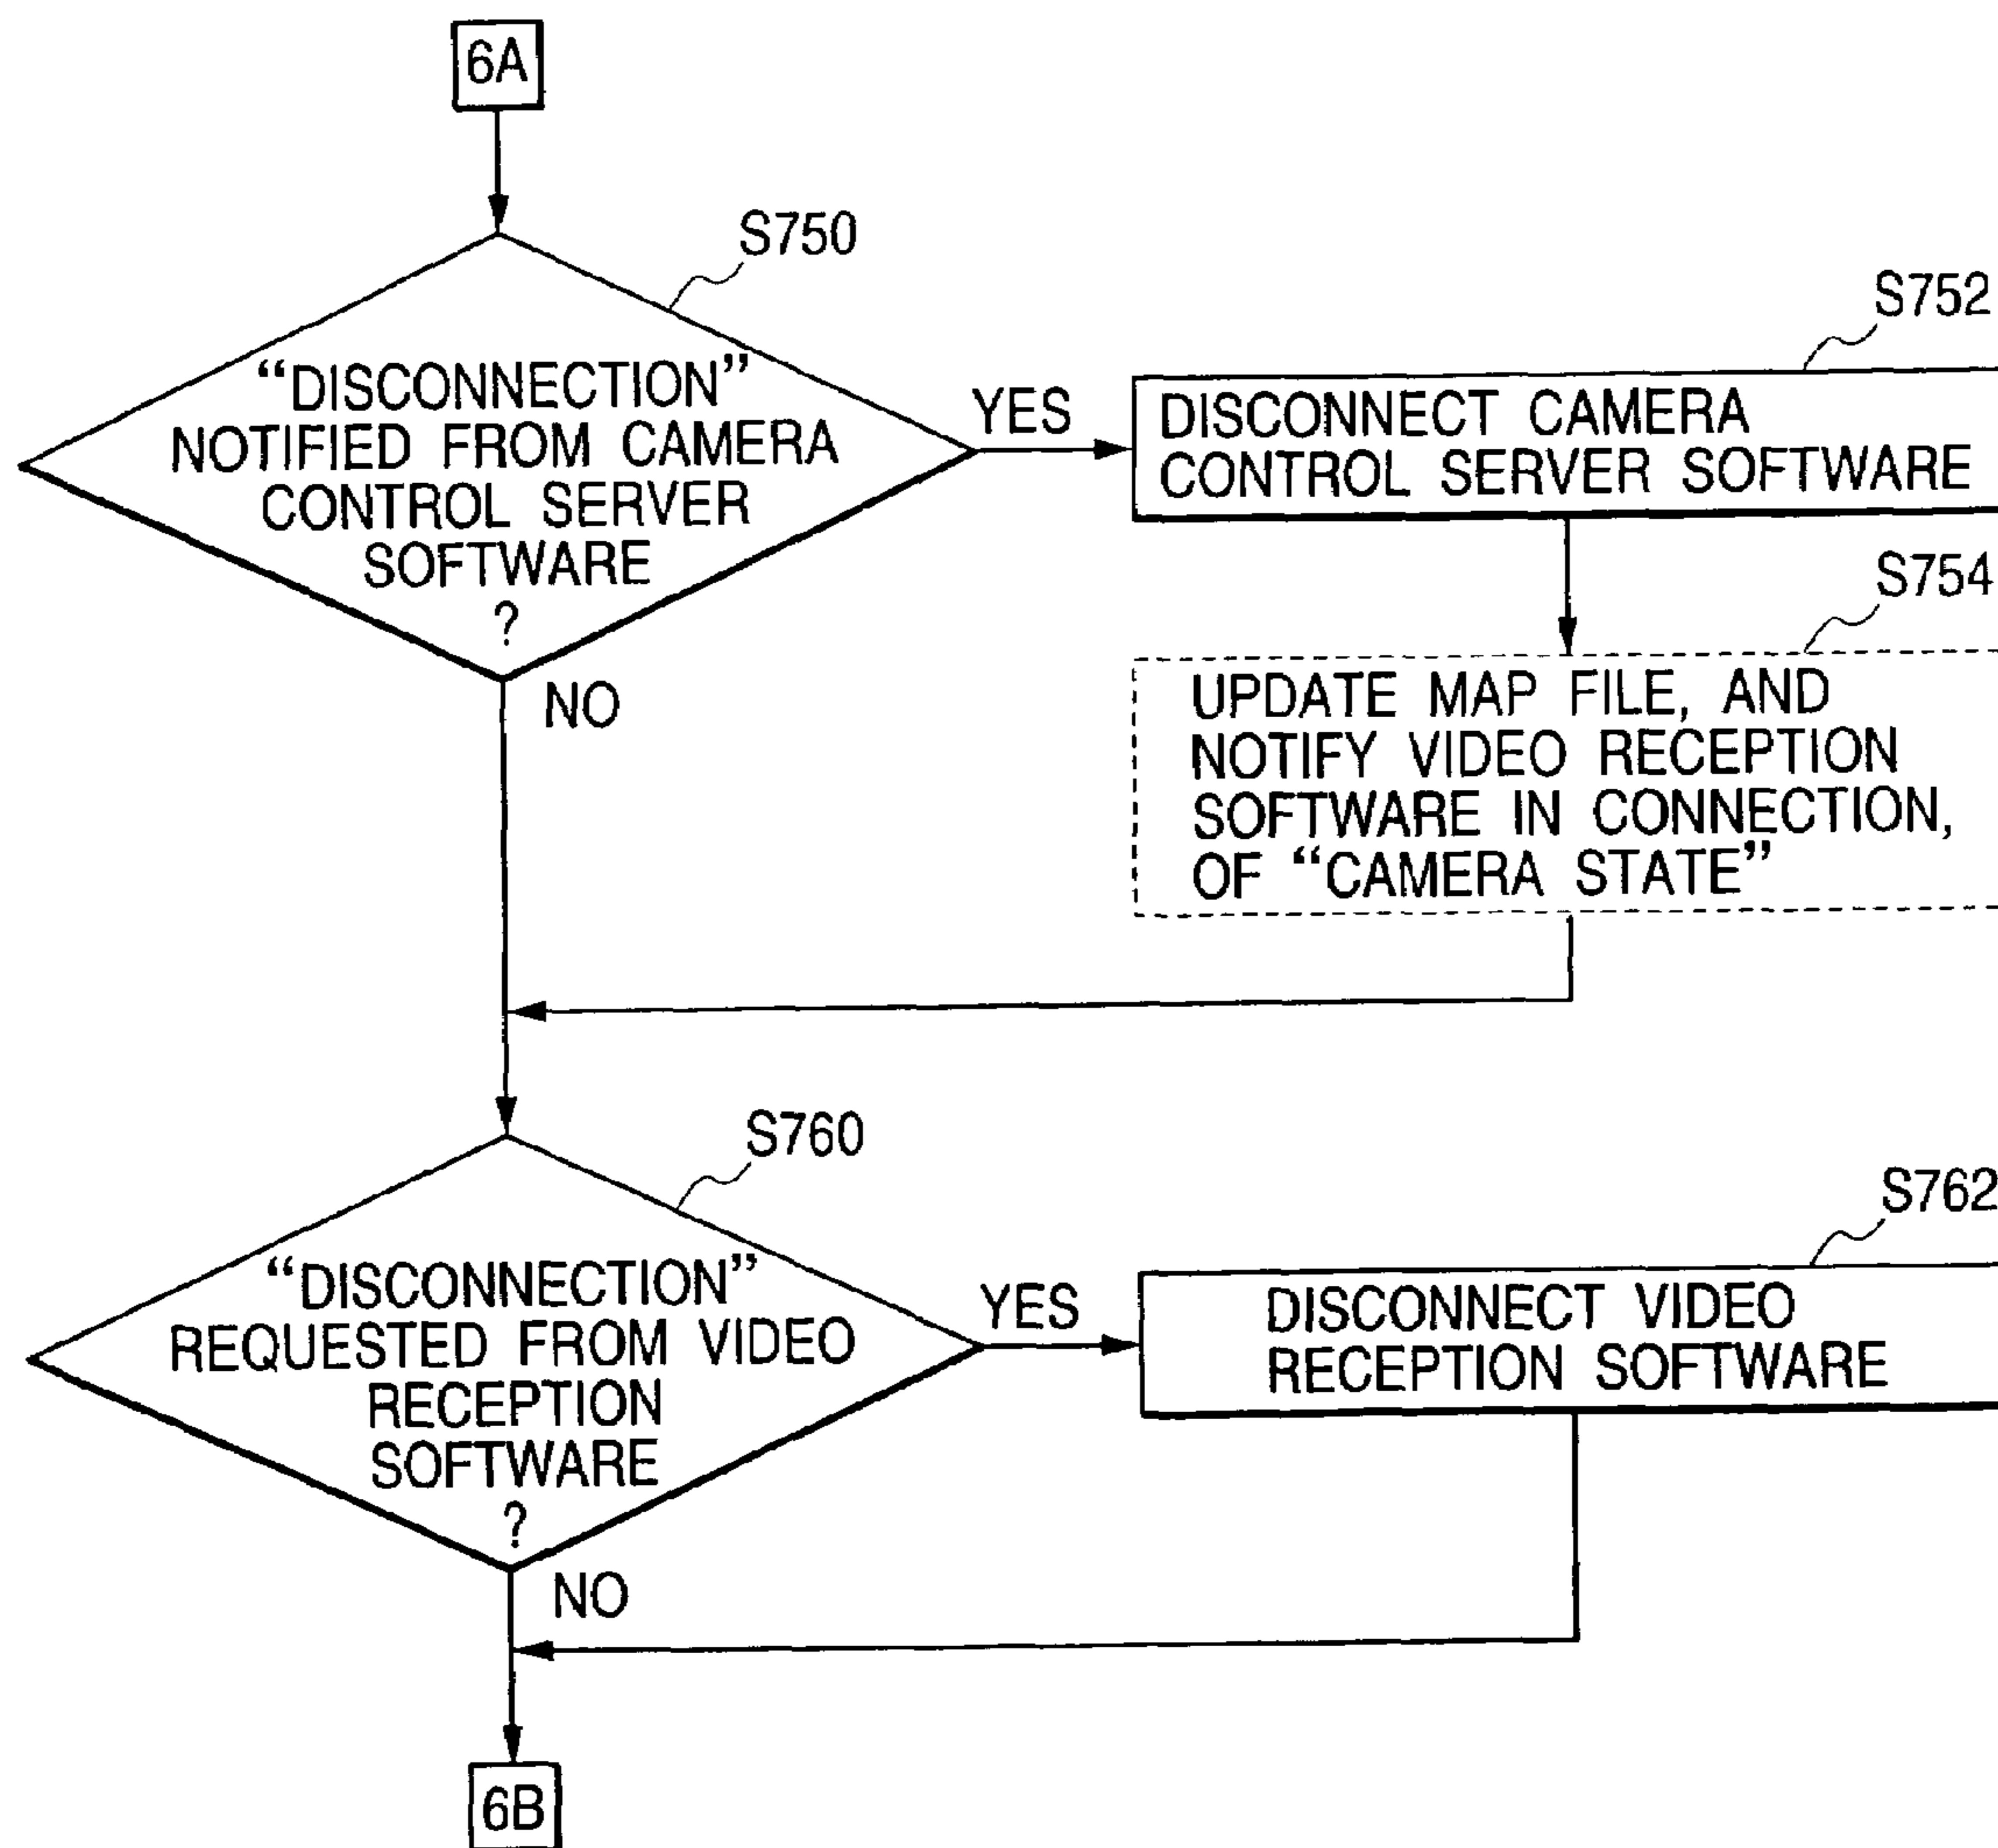 6A
S750
“DISCONNECTION”
NOTIFIED FROM CAMERA
CONTROL SERVER
SOFTWARE
?
YES
NO
S752
DISCONNECT CAMERA
CONTROL SERVER SOFTWARE
S754
UPDATE MAP FILE, AND
NOTIFY VIDEO RECEPTION
SOFTWARE IN CONNECTION,
OF “CAMERA STATE”
S760
“DISCONNECTION”
REQUESTED FROM VIDEO
RECEPTION
SOFTWARE
?
YES
NO
S762
DISCONNECT VIDEO
RECEPTION SOFTWARE
6B